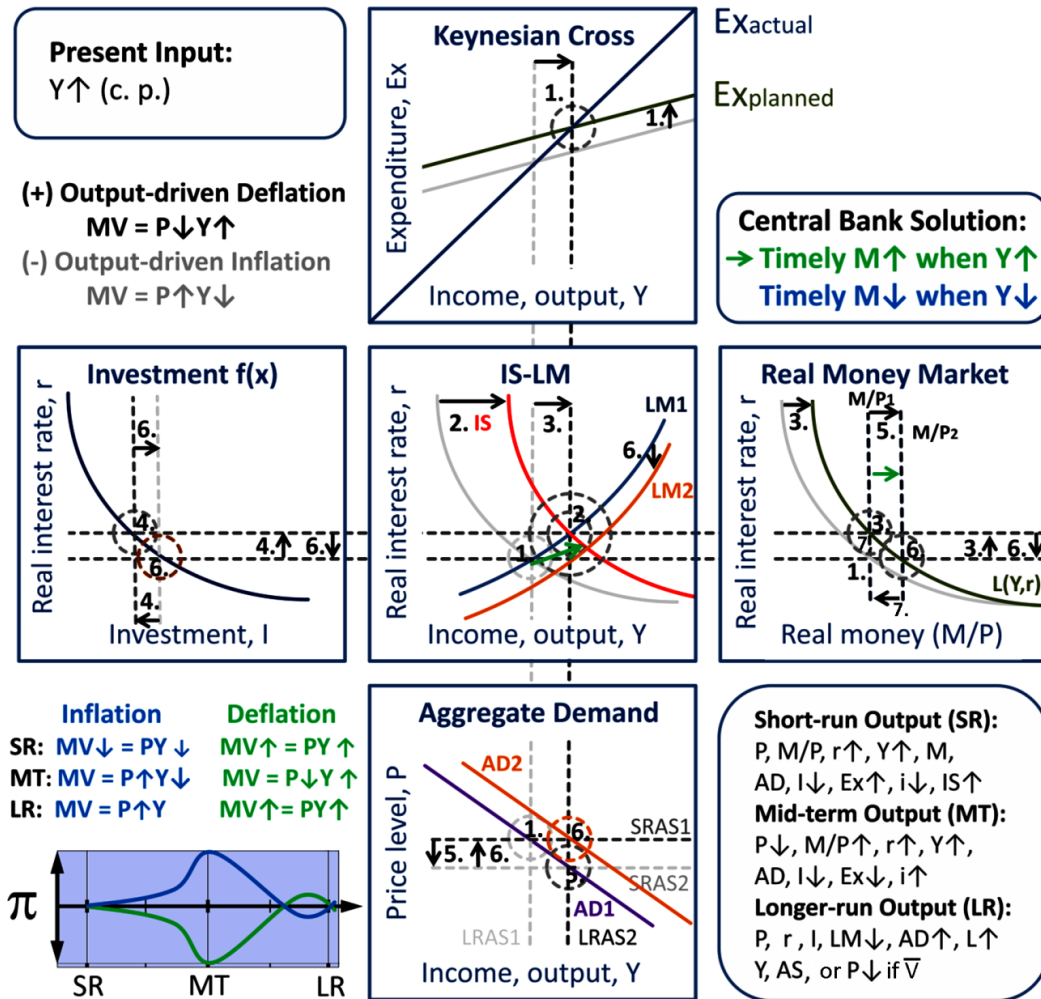 Present Input:
Y↑ (c. p.)
(+) Output-driven Deflation
MV = P↓Y↑
(-) Output-driven Inflation
MV = P↑Y↓
Keynesian Cross
Expenditure, Ex
1.
1.
Income, output, Y
Exactual
Explanned
Central Bank Solution:
→ Timely M↑ when Y↑
Timely M↓ when Y↓
Investment f(x)
Real interest rate, r
6.
4.
6.
4.
4.↑ 6.↓
Investment, I
IS-LM
Real interest rate, r
2. IS
3.
LM1
6.↓
LM2
2
1.
Income, output, Y
Real Money Market
Real interest rate, r
3.
M/P1
5.
M/P2
3.
7.
6.
1.
7.
3.↑ 6.↓
L(Y,r)
Real money (M/P)
Inflation Deflation
SR: MV↓ = PY ↓ MV↑ = PY ↑
MT: MV = P↑Y↓ MV = P↓Y ↑
LR: MV = P↑Y MV↑ = PY↑
π
SR MT LR
Aggregate Demand
Price level, P
AD2
1.
6.
SRAS1
↓5. ↑6.
5.
SRAS2
AD1
LRAS1
LRAS2
Income, output, Y
Short-run Output (SR):
P, M/P, r↑, Y↑, M,
AD, I↓, Ex↑, i↓, IS↑
Mid-term Output (MT):
P↓, M/P↑, r↑, Y↑,
AD, I↓, Ex↓, i↑
Longer-run Output (LR):
P, r , I, LM↓, AD↑, L↑
Y, AS, or P↓ if V̅